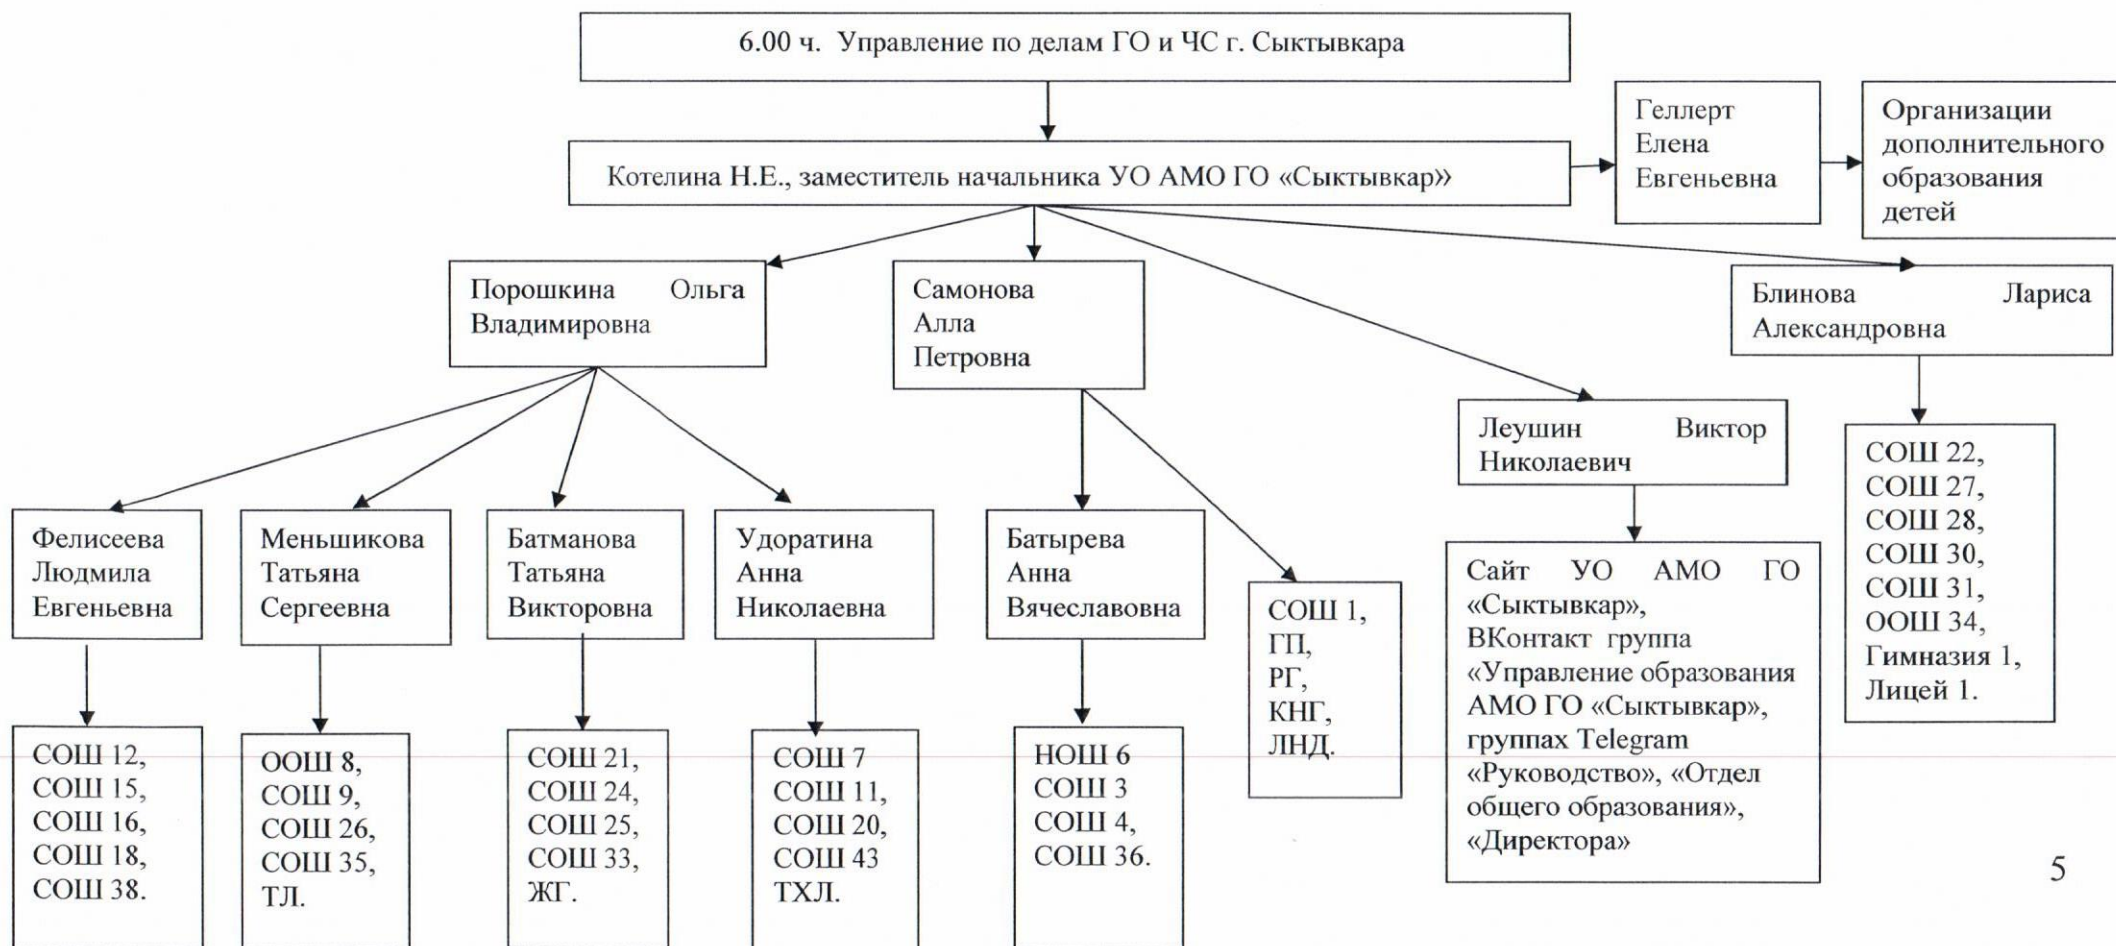 6.00 ч. Управление по делам ГО и ЧС г. Сыктывкара
Геллерт
Елена
Евгеньевна
Организации
дополнительного
образования
детей
Котелина Н.Е., заместитель начальника УО АМО ГО «Сыктывкар»
Порошкина Ольга
Владимировна
Самонова
Алла
Петровна
Блинова Лариса
Александровна
Леушин Виктор
Николаевич
СОШ 22,
СОШ 27,
СОШ 28,
СОШ 30,
СОШ 31,
ООШ 34,
Гимназия 1,
Лицей 1.
Фелисеева
Людмила
Евгеньевна
Меньшикова
Татьяна
Сергеевна
Батманова
Татьяна
Викторовна
Удоратина
Анна
Николаевна
Батырева
Анна
Вячеславовна
СОШ 1,
ГП,
РГ,
КНГ,
ЛНД.
Сайт УО АМО ГО
«Сыктывкар»,
ВКонтакт группа
«Управление образования
АМО ГО «Сыктывкар»,
группах Telegram
«Руководство», «Отдел
общего образования»,
«Директора»
СОШ 12,
СОШ 15,
СОШ 16,
СОШ 18,
СОШ 38.
ООШ 8,
СОШ 9,
СОШ 26,
СОШ 35,
ТЛ.
СОШ 21,
СОШ 24,
СОШ 25,
СОШ 33,
ЖГ.
СОШ 7
СОШ 11,
СОШ 20,
СОШ 43
ТХЛ.
НОШ 6
СОШ 3
СОШ 4,
СОШ 36.
5